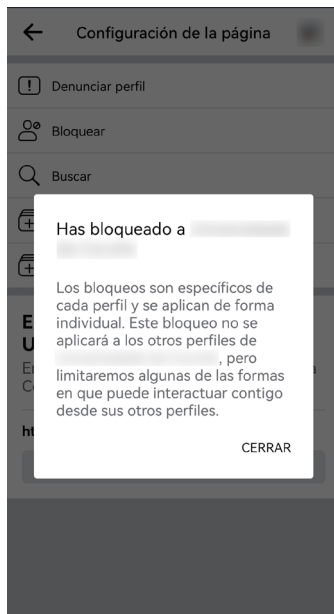 Configuración de la página
Denunciar perfil
Bloquear
Buscar
Has bloqueado a
Los bloqueos son específicos de
cada perfil y se aplican de forma
individual. Este bloqueo no se
aplicará a los otros perfiles de
, pero
limitaremos algunas de las formas
en que puede interactuar contigo
desde sus otros perfiles.
CERRAR